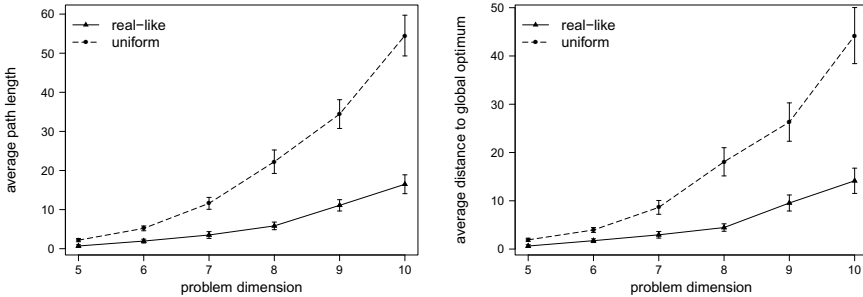 real−like
uniform
average path length
60
50
40
30
20
10
0
5 6 7 8 9 10
problem dimension
real−like
uniform
average distance to global optimum
50
40
30
20
10
0
5 6 7 8 9 10
problem dimension